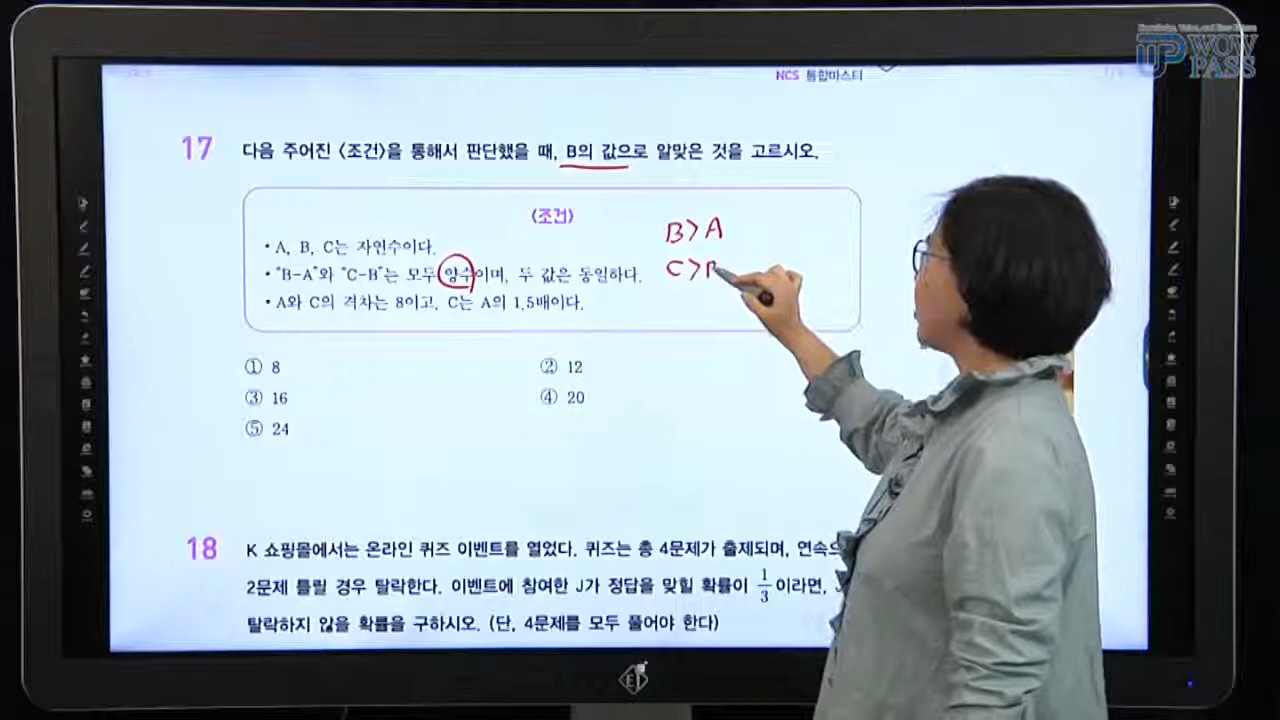 WOW
PASS
NCS 통합마스터
17 다음 주어진 〈조건〉을 통해서 판단했을 때, B의 값으로 알맞은 것을 고르시오.
〈조건〉
• A, B, C는 자연수이다.
• "B-A"와 "C-B"는 모두 양수이며, 두 값은 동일하다.
• A와 C의 격차는 8이고, C는 A의 1.5배이다.
B>A
C>
① 8
② 12
③ 16
④ 20
⑤ 24
18 K 쇼핑몰에서는 온라인 퀴즈 이벤트를 열었다. 퀴즈는 총 4문제가 출제되며, 연속으
2문제 틀릴 경우 탈락한다. 이벤트에 참여한 J가 정답을 맞힐 확률이 1/3이라면,
탈락하지 않을 확률을 구하시오. (단, 4문제를 모두 풀어야 한다)